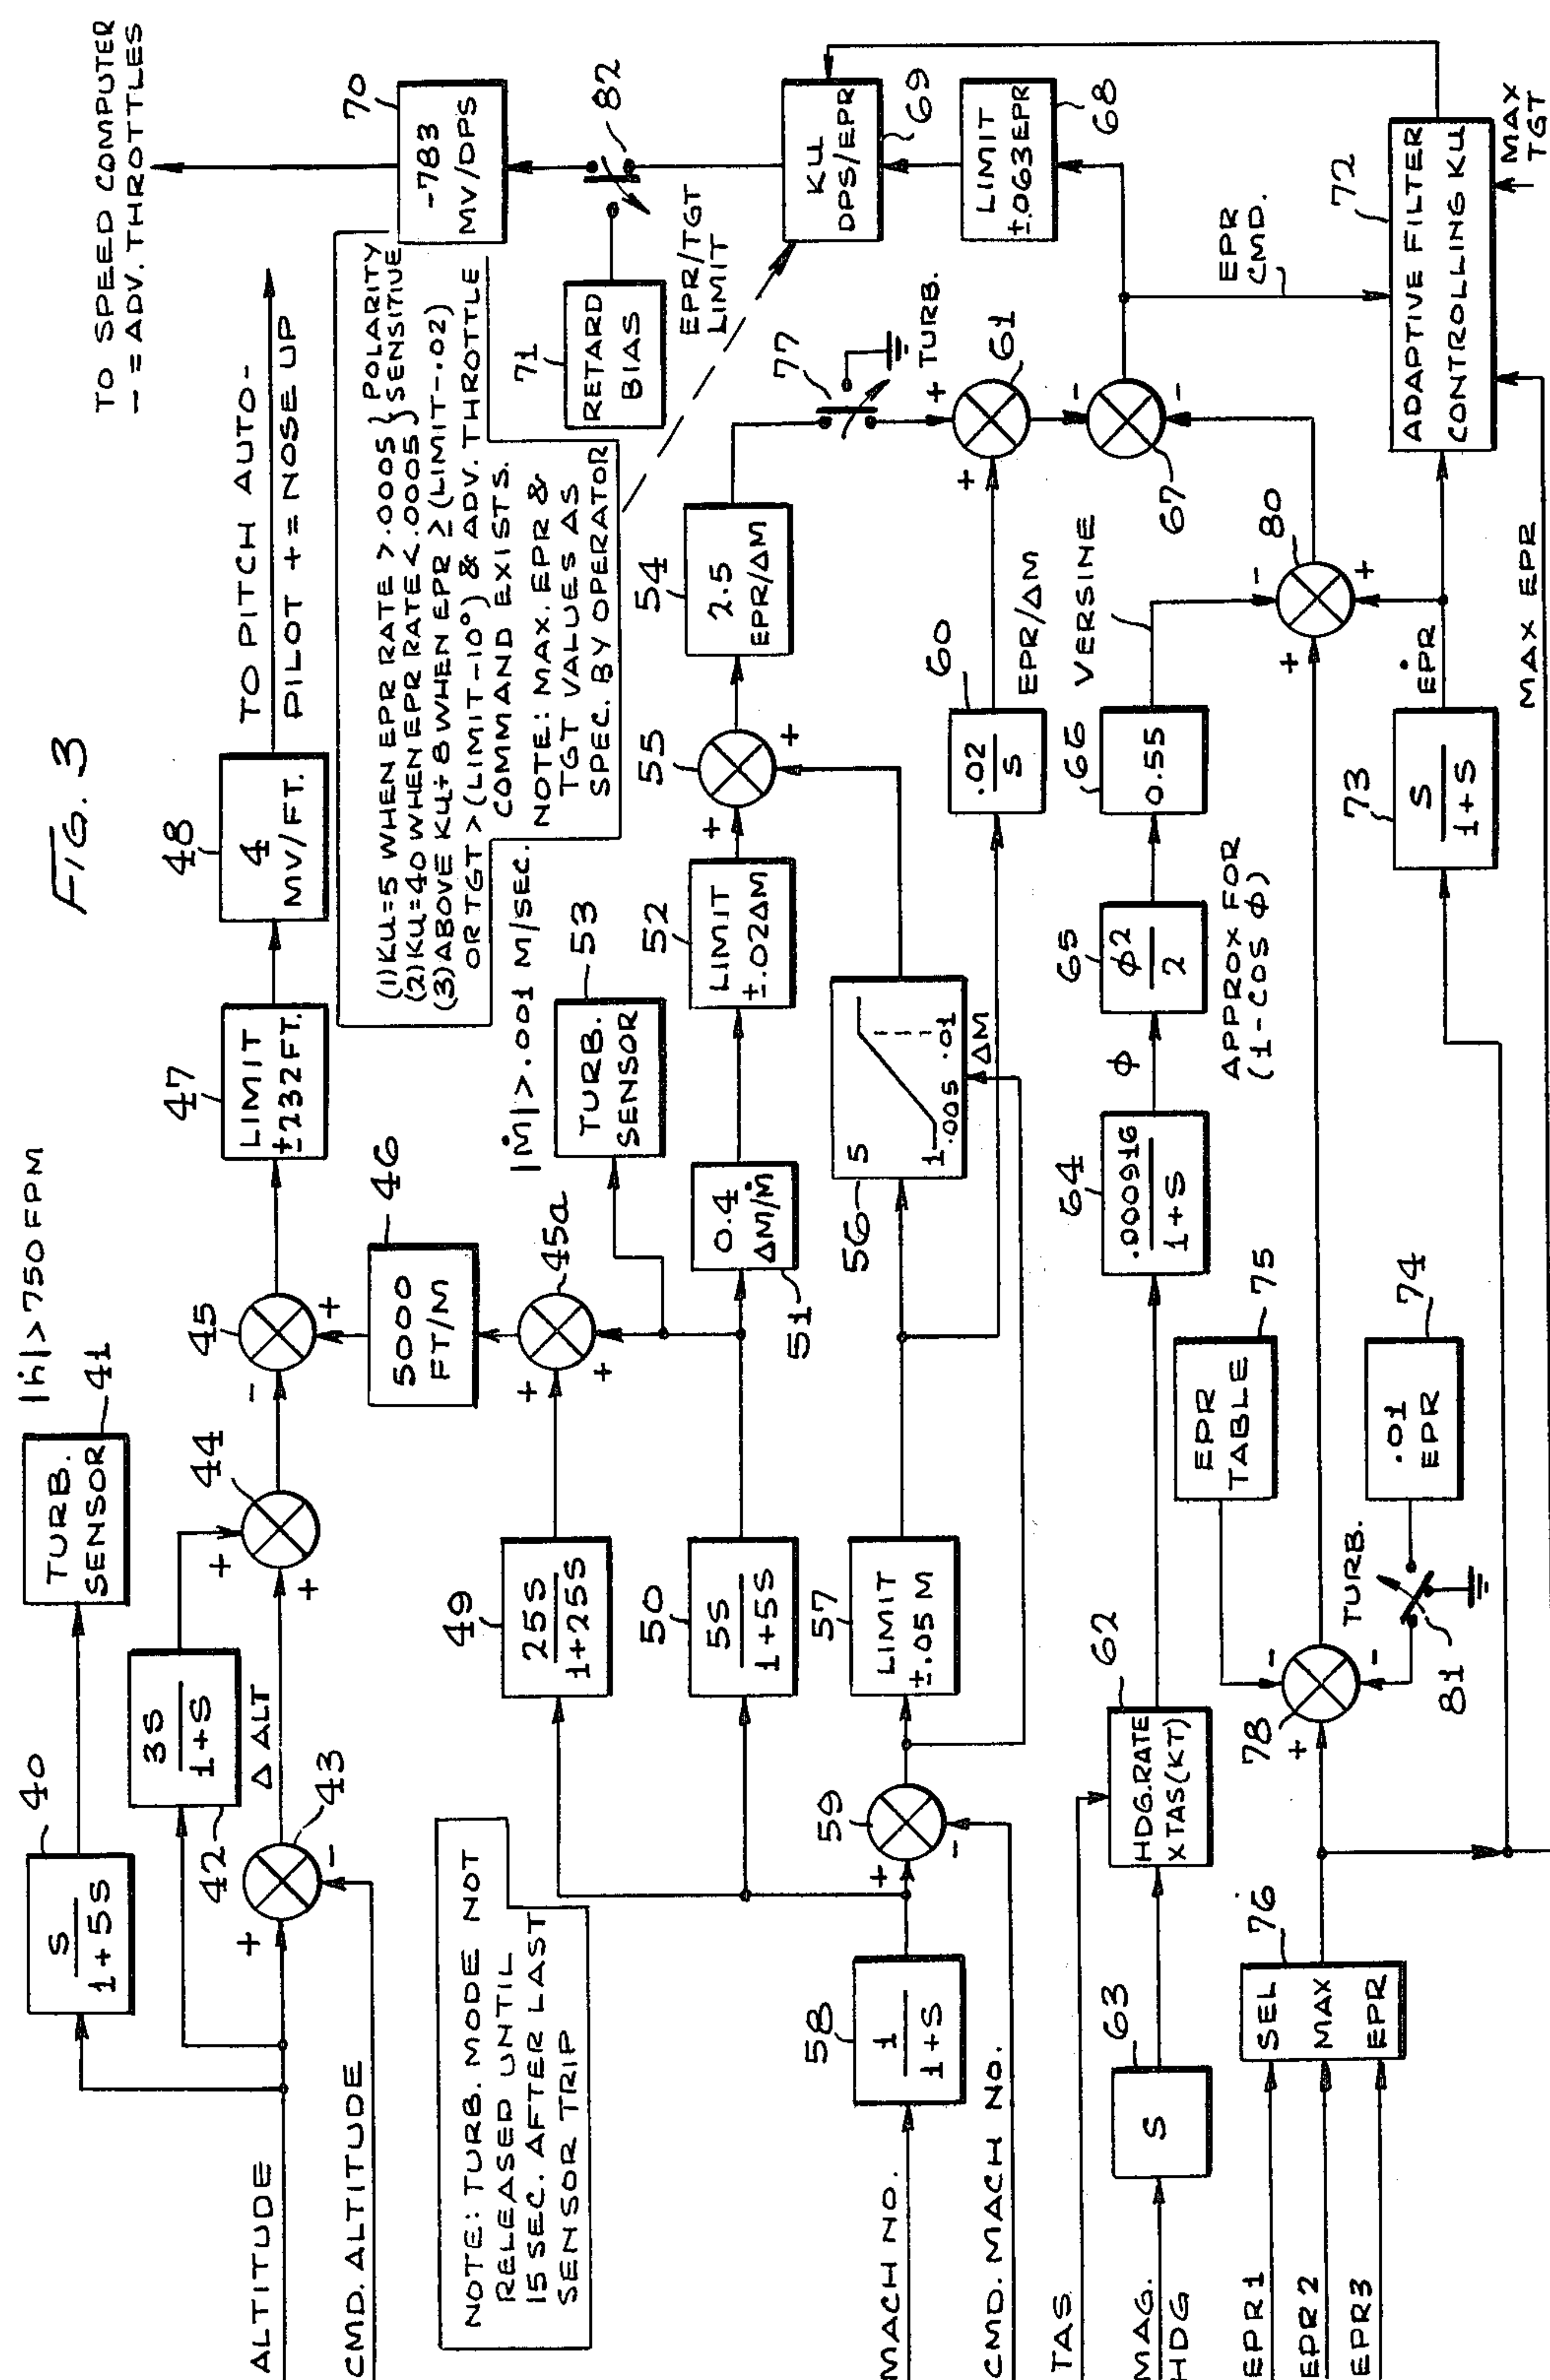 FIG. 3
|ḣ|>750 FPM
TURB.
SENSOR
41
40
S
1+5S
ALTITUDE
CMD. ALTITUDE
3S
1+S
42
43
Δ ALT
+
-
44
+
+
45
-
+
47
LIMIT
±232FT.
48
4
MV/FT.
TO PITCH AUTO-
PILOT + = NOSE UP
TO SPEED COMPUTER
- = ADV. THROTTLES
46
5000
FT/M
45a
+
+
49
25S
1+25S
50
5S
1+5S
|Ṁ|>.001 M/SEC.
TURB.
SENSOR
53
0.4
ΔM/Ṁ
51
52
LIMIT
±.02ΔM
55
+
+
54
2.5
EPR/ΔM
77
TURB.
(1)KU=5 WHEN EPR RATE >.0005 } POLARITY
(2)KU=40 WHEN EPR RATE <.0005 } SENSITIVE
(3)ABOVE KU÷8 WHEN EPR ≥ (LIMIT-.02)
OR TGT > (LIMIT-10°) & ADV. THROTTLE
COMMAND EXISTS.
NOTE: MAX. EPR &
TGT VALUES AS
SPEC. BY OPERATOR
70
-783
MV/DPS
82
71
RETARD
BIAS
EPR/TGT
LIMIT
KU
DPS/EPR
69
LIMIT
±.063EPR
68
NOTE: TURB. MODE NOT
RELEASED UNTIL
15 SEC. AFTER LAST
SENSOR TRIP
MACH NO.
58
1
1+S
CMD. MACH NO.
59
+
-
57
LIMIT
±.05 M
56
5
1
.005 .01
ΔM
60
.02
S
EPR/ΔM
61
+
+
67
-
-
EPR
CMD.
TAS
MAG.
HDG
63
S
62
HDG.RATE
XTAS(KT)
64
.000916
1+S
Φ
65
Φ2
2
APPROX FOR
(1-COS Φ)
66
0.55
VERSINE
80
-
+
+
EPR1
EPR2
EPR3
76
SEL
MAX
EPR
78
+
-
-
EPR
TABLE
75
TURB.
81
.01
EPR
74
73
S
1+S
ĖPR
72
ADAPTIVE FILTER
CONTROLLING KU
MAX
TGT
MAX EPR